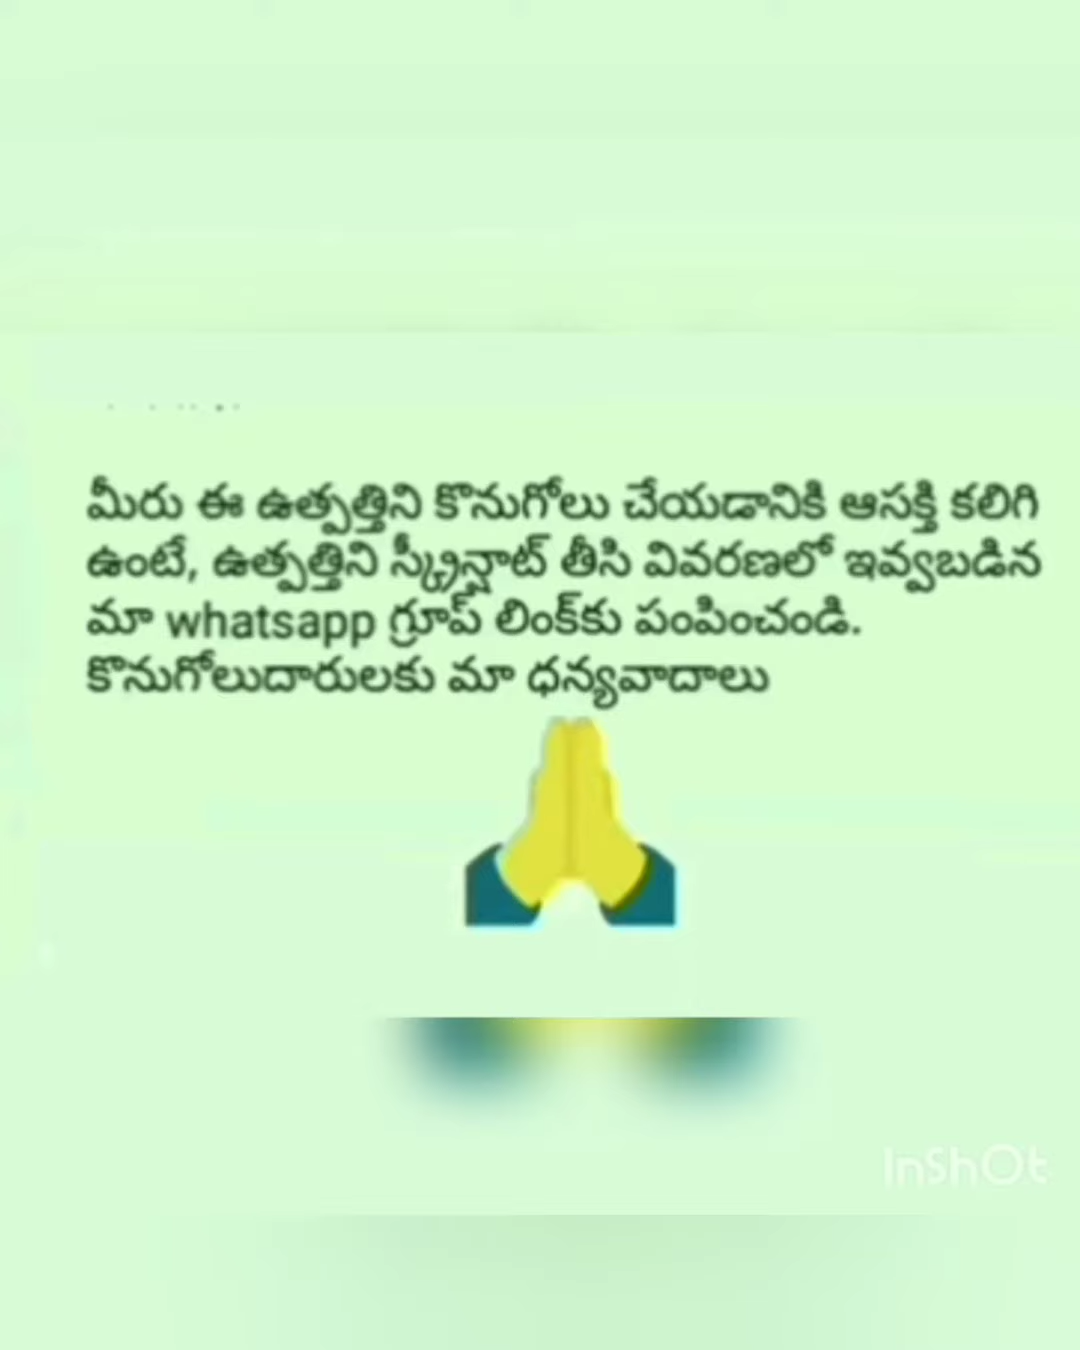 మీరు ఈ ఉత్పత్తిని కొనుగోలు చేయడానికి ఆసక్తి కలిగి
ఉంటే, ఉత్పత్తిని స్క్రీన్షాట్ తీసి వివరణలో ఇవ్వబడిన
మా whatsapp గ్రూప్ లింక్‌కు పంపించండి.
కొనుగోలుదారులకు మా ధన్యవాదాలు
InShOt